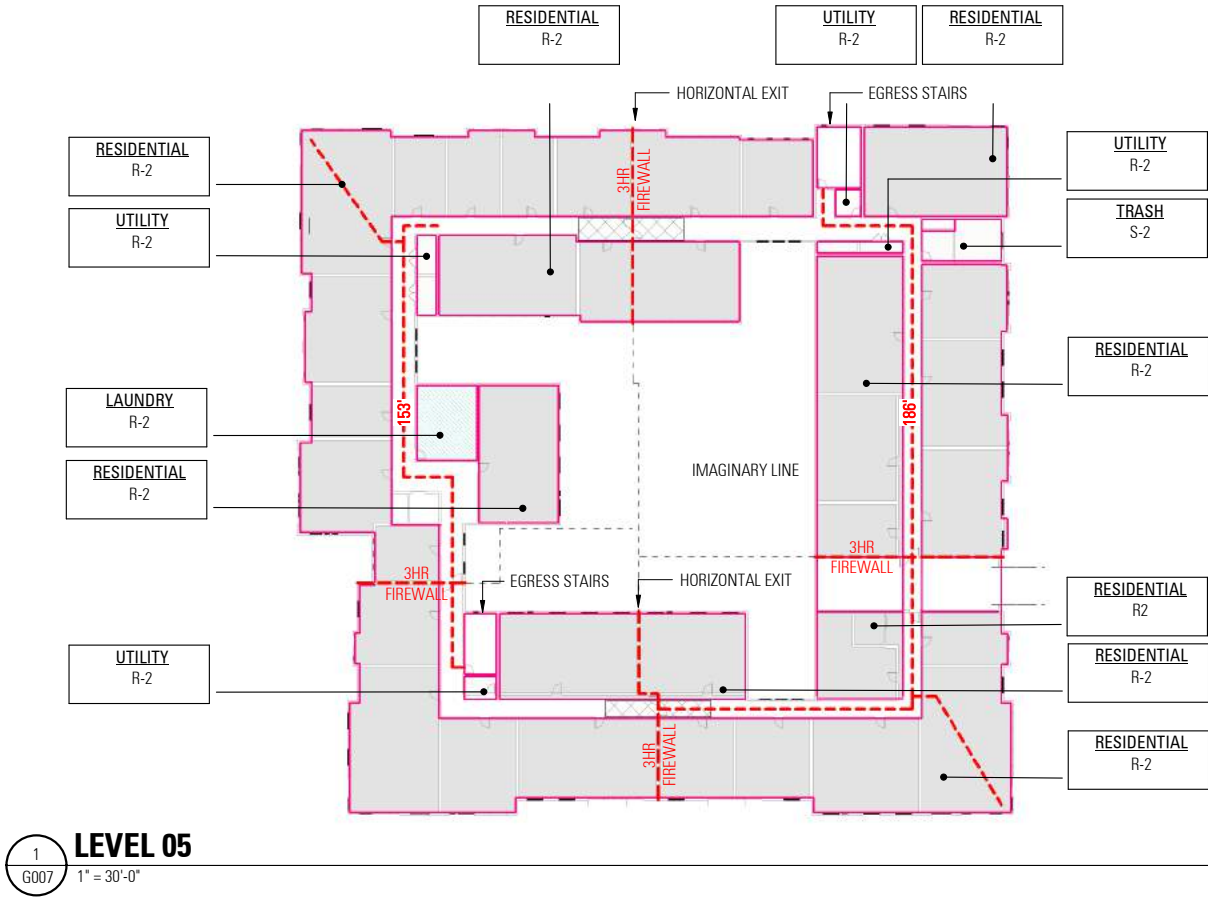 RESIDENTIAL
R-2
UTILITY
R-2
RESIDENTIAL
R-2
HORIZONTAL EXIT
EGRESS STAIRS
RESIDENTIAL
R-2
UTILITY
R-2
3HR
FIREWALL
UTILITY
R-2
TRASH
S-2
LAUNDRY
R-2
RESIDENTIAL
R-2
153'
186'
RESIDENTIAL
R-2
IMAGINARY LINE
3HR
FIREWALL
3HR
FIREWALL
EGRESS STAIRS
HORIZONTAL EXIT
RESIDENTIAL
R2
UTILITY
R-2
RESIDENTIAL
R-2
3HR
FIREWALL
RESIDENTIAL
R-2
1
G007
LEVEL 05
1" = 30'-0"